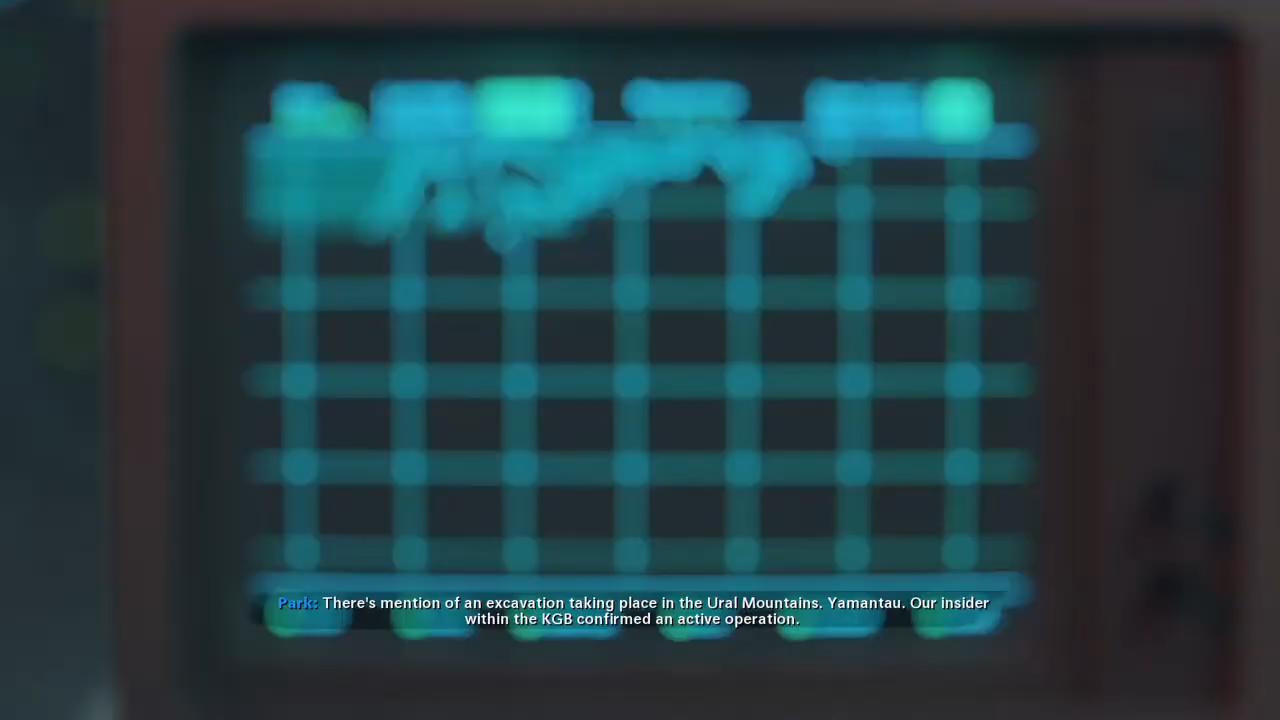 Park: There's mention of an excavation taking place in the Ural Mountains. Yamantau. Our insider
within the KGB confirmed an active operation.